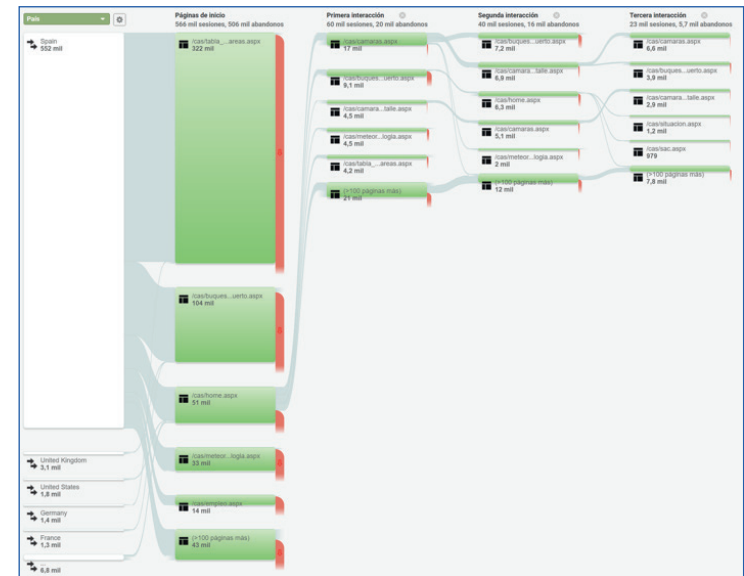 País
Páginas de inicio
566 mil sesiones, 506 mil abandonos
Primera interacción
60 mil sesiones, 20 mil abandonos
Segunda interacción
40 mil sesiones, 16 mil abandonos
Tercera interacción
23 mil sesiones, 5,7 mil abandonos
Spain
552 mil
United Kingdom
3,1 mil
United States
1,8 mil
Germany
1,4 mil
France
1,3 mil
...
6,8 mil
/cas/tabla_...areas.aspx
322 mil
/cas/buques...uerto.aspx
104 mil
/cas/home.aspx
51 mil
/cas/meteor...logia.aspx
33 mil
/cas/empleo.aspx
14 mil
(>100 páginas más)
43 mil
/cas/camaras.aspx
17 mil
/cas/buques...uerto.aspx
9,1 mil
/cas/camara...talle.aspx
4,5 mil
/cas/meteor...logia.aspx
4,5 mil
/cas/tabla_...areas.aspx
4,2 mil
(>100 páginas más)
21 mil
/cas/buques...uerto.aspx
7,2 mil
/cas/camara...talle.aspx
6,8 mil
/cas/home.aspx
6,3 mil
/cas/camaras.aspx
5,1 mil
/cas/meteor...logia.aspx
2 mil
(>100 páginas más)
12 mil
/cas/camaras.aspx
6,6 mil
/cas/buques...uerto.aspx
3,9 mil
/cas/camara...talle.aspx
2,9 mil
/cas/situacion.aspx
1,2 mil
/cas/sac.aspx
979
(>100 páginas más)
7,8 mil